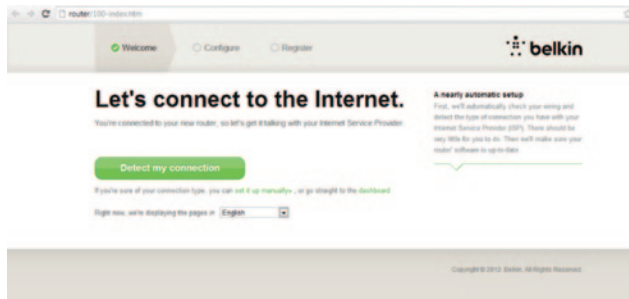 router/100-index.htm
Welcome
Configure
Register
belkin
Let's connect to the Internet.
You're connected to your new router, so let's get it talking with your Internet Service Provider.
Detect my connection
If you're sure of your connection type, you can set it up manually», or go straight to the dashboard
Right now, we're displaying the pages in English
A nearly automatic setup
First, we'll automatically check your wiring and
detect the type of connection you have with your
Internet Service Provider (ISP). There should be
very little for you to do. Then we'll make sure your
router' software is up-to-date.
Copyright © 2012. Belkin. All Rights Reserved.